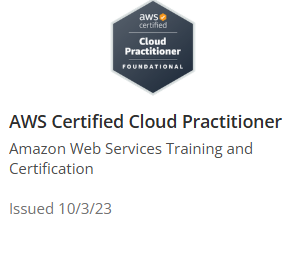 aws
certified
Cloud
Practitioner
FOUNDATIONAL
AWS Certified Cloud Practitioner
Amazon Web Services Training and
Certification
Issued 10/3/23